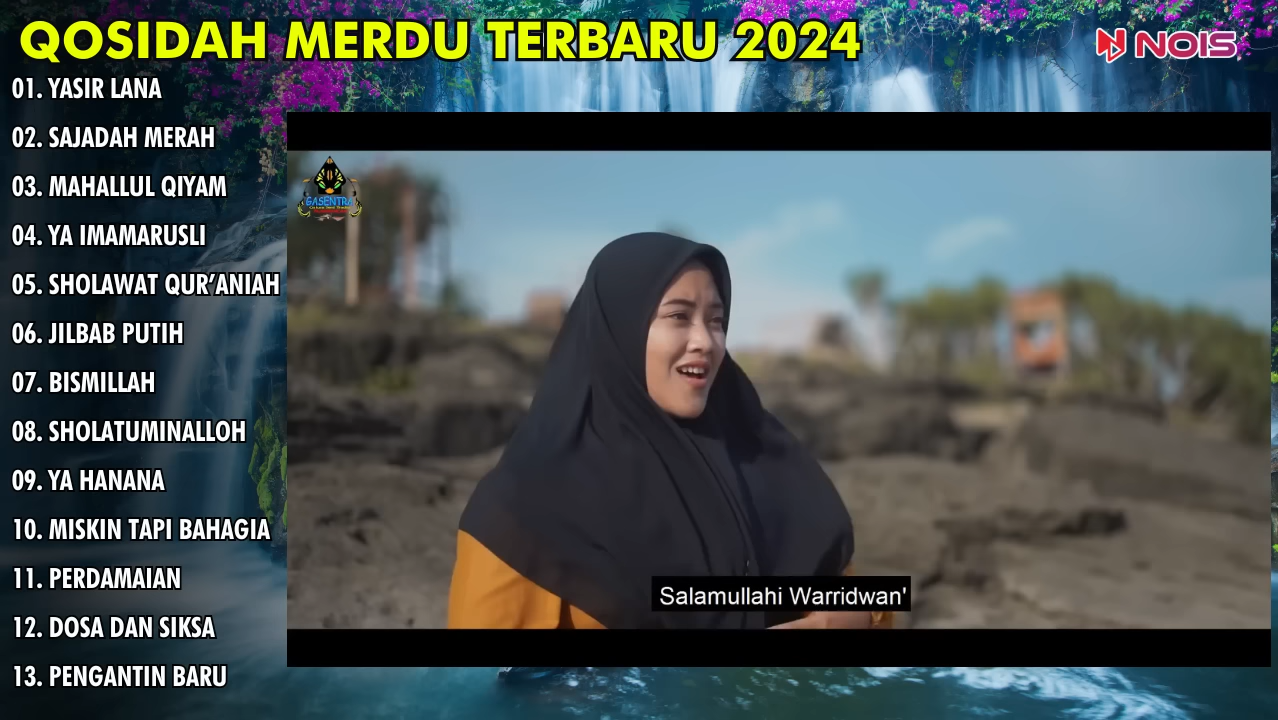 QOSIDAH MERDU TERBARU 2024
NOIS
01. YASIR LANA
02. SAJADAH MERAH
03. MAHALLUL QIYAM
04. YA IMAMARUSLI
05. SHOLAWAT QUR’ANIAH
06. JILBAB PUTIH
07. BISMILLAH
08. SHOLATUMINALLOH
09. YA HANANA
10. MISKIN TAPI BAHAGIA
11. PERDAMAIAN
12. DOSA DAN SIKSA
13. PENGANTIN BARU
GASENTRA
Salamullahi Warridwan'